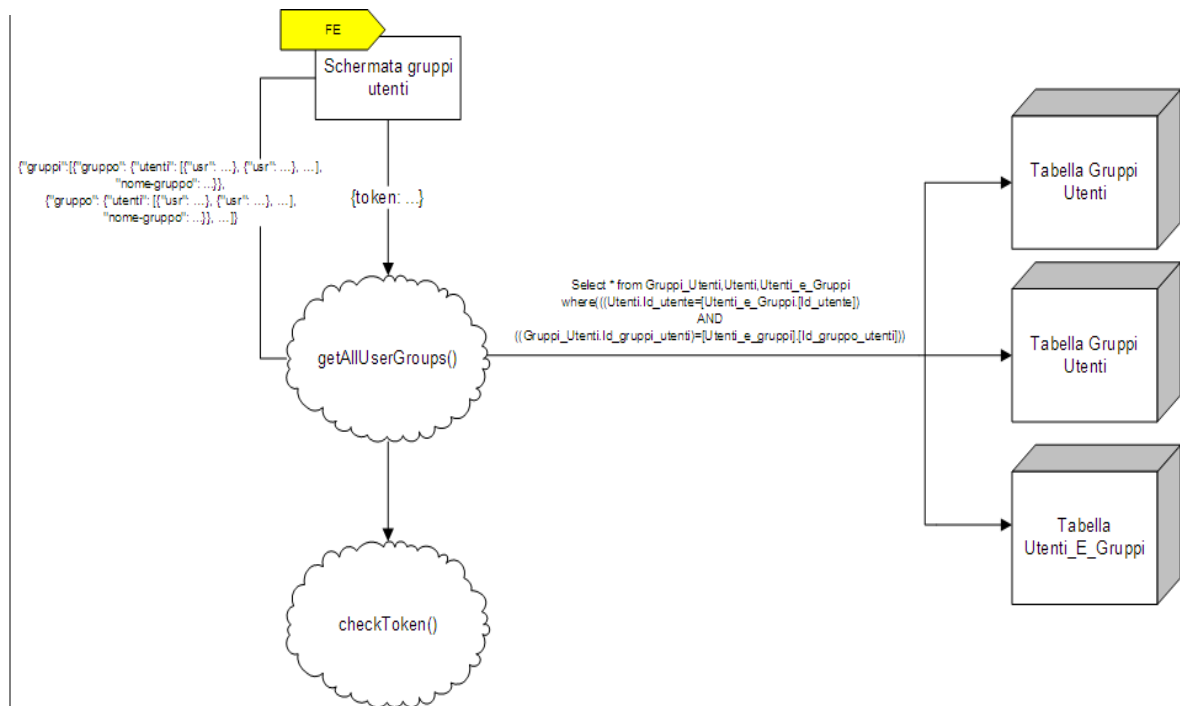 FE
Schermata gruppi
utenti
{"gruppi":[{"gruppo": {"utenti": [{"usr": ...}, {"usr": ...}, ...],
"nome-gruppo": ...}},
{"gruppo": {"utenti": [{"usr": ...}, {"usr": ...}, ...],
"nome-gruppo": ...}}, ...]}
{token: ...}
getAllUserGroups()
Select * from Gruppi_Utenti,Utenti,Utenti_e_Gruppi
where(((Utenti.Id_utente=[Utenti_e_Gruppi.[Id_utente])
AND
((Gruppi_Utenti.Id_gruppi_utenti)=[Utenti_e_gruppi].[Id_gruppo_utenti]))
checkToken()
Tabella Gruppi
Utenti
Tabella Gruppi
Utenti
Tabella
Utenti_E_Gruppi